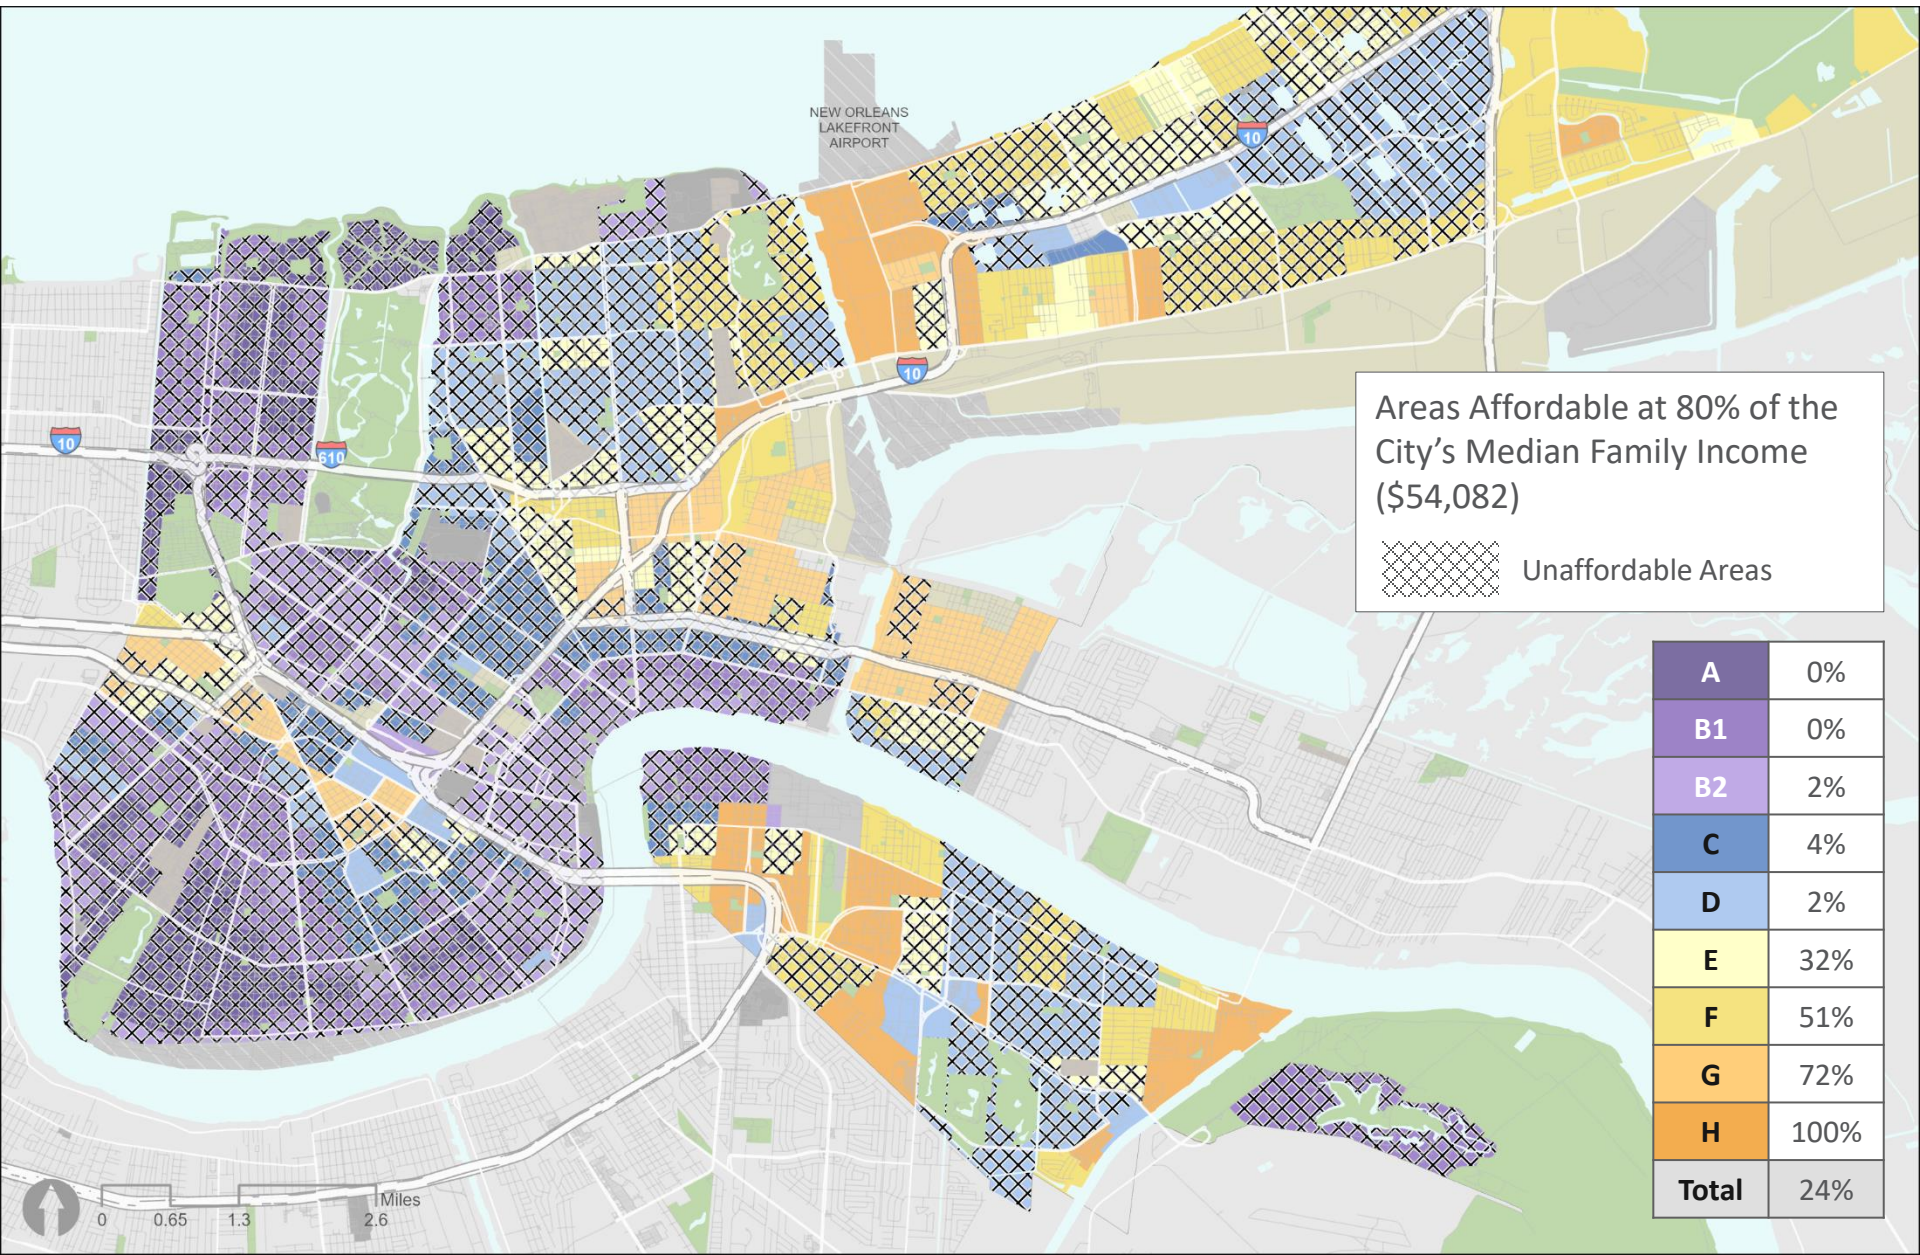 NEW ORLEANS
LAKEFRONT
AIRPORT
10
10
10
610
Areas Affordable at 80% of the
City's Median Family Income
($54,082)
Unaffordable Areas
A 0%
B1 0%
B2 2%
C 4%
D 2%
E 32%
F 51%
G 72%
H 100%
Total 24%
Miles
0 0.65 1.3 2.6